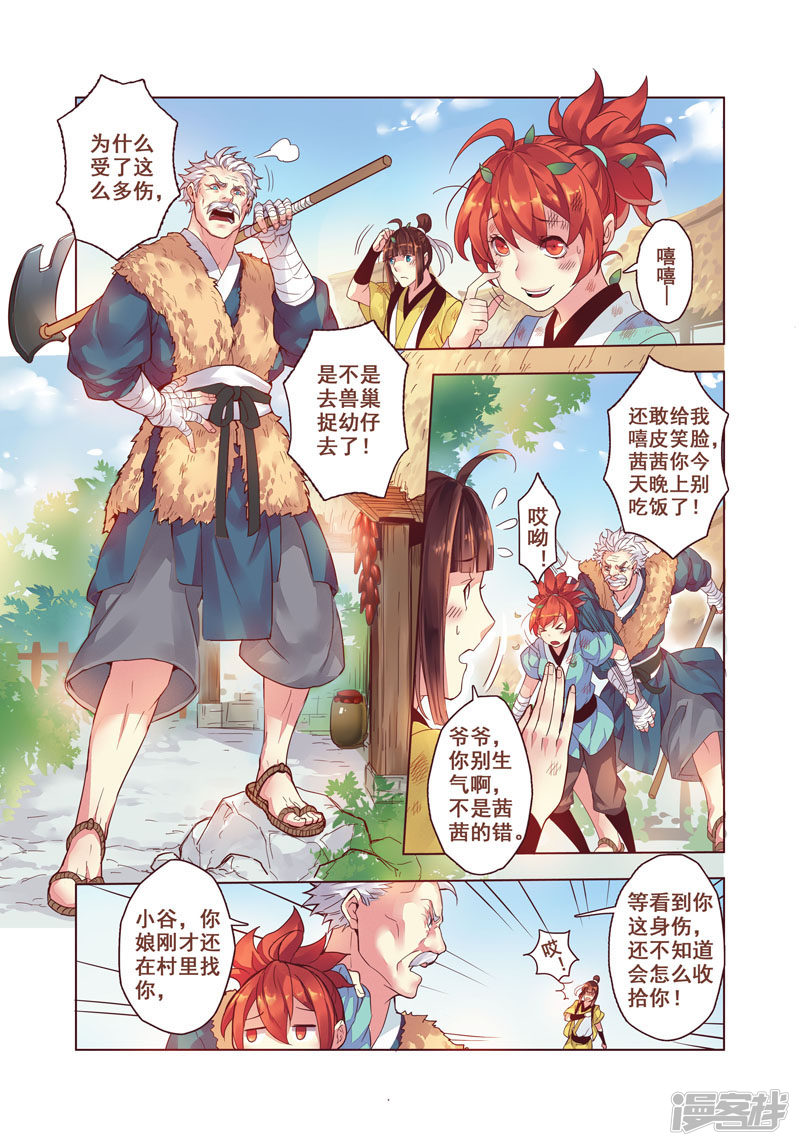 为什么
受了这
么多伤，
嘻嘻—
是不是
去兽巢
捉幼仔
去了！
还敢给我
嘻皮笑脸，
茜茜你今
天晚上别
吃饭了！
哎呦！
爷爷，
你别生
气啊，
不是茜
茜的错。
小谷，你
娘刚才还
在村里找
你，
等看到你
这身伤，
还不知道
会怎么收
拾你！
哎！
漫客栈